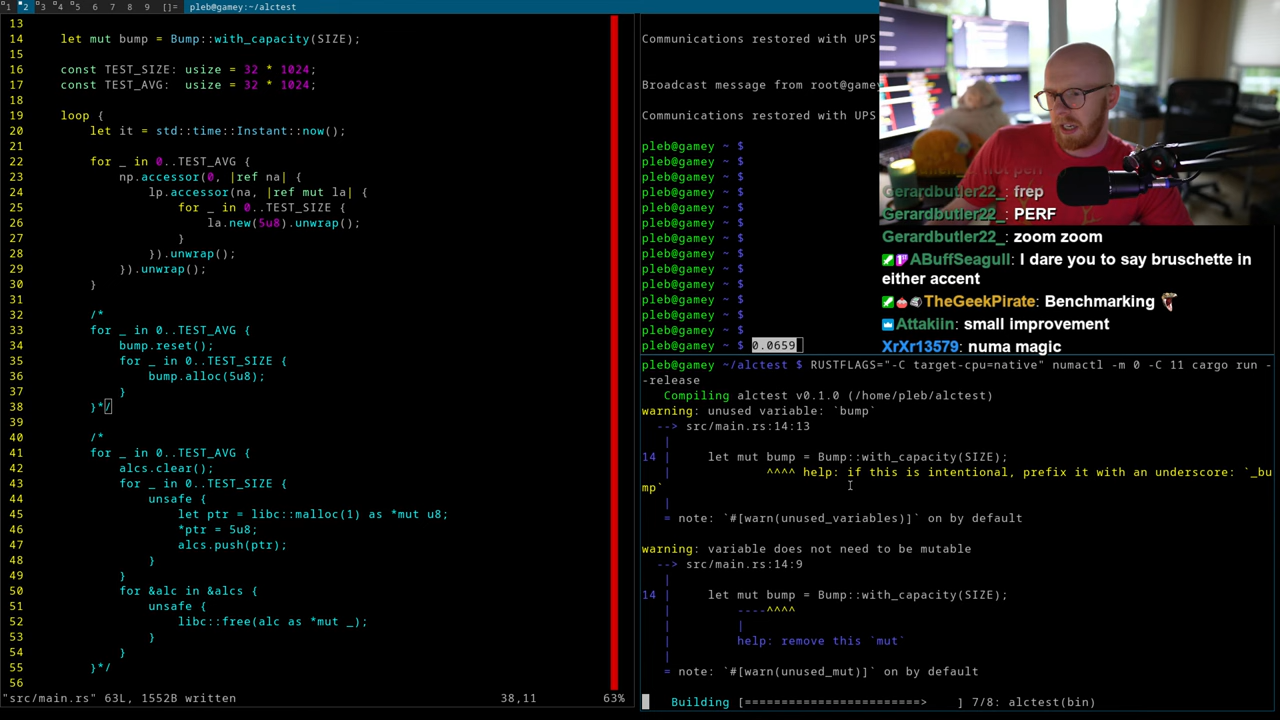 1 2 3 4 5 6 7 8 9 []= pleb@gamey:~/alctest
13
14 let mut bump = Bump::with_capacity(SIZE);
15
16 const TEST_SIZE: usize = 32 * 1024;
17 const TEST_AVG:  usize = 32 * 1024;
18
19 loop {
20 let it = std::time::Instant::now();
21
22 for _ in 0..TEST_AVG {
23 np.accessor(0, |ref na| {
24 lp.accessor(na, |ref mut la| {
25 for _ in 0..TEST_SIZE {
26 la.new(5u8).unwrap();
27 }
28 }).unwrap();
29 }).unwrap();
30 }
31
32 /*
33 for _ in 0..TEST_AVG {
34 bump.reset();
35 for _ in 0..TEST_SIZE {
36 bump.alloc(5u8);
37 }
38 }*/
39
40 /*
41 for _ in 0..TEST_AVG {
42 alcs.clear();
43 for _ in 0..TEST_SIZE {
44 unsafe {
45 let ptr = libc::malloc(1) as *mut u8;
46 *ptr = 5u8;
47 alcs.push(ptr);
48 }
49 }
50 for &alc in &alcs {
51 unsafe {
52 libc::free(alc as *mut _);
53 }
54 }
55 }*/
56
"src/main.rs" 63L, 1552B written 38,11 63%
Communications restored with UPS
Broadcast message from root@gamey
Communications restored with UPS
pleb@gamey ~ $
pleb@gamey ~ $
pleb@gamey ~ $
pleb@gamey ~ $
pleb@gamey ~ $
pleb@gamey ~ $
pleb@gamey ~ $
pleb@gamey ~ $
pleb@gamey ~ $
pleb@gamey ~ $
pleb@gamey ~ $
pleb@gamey ~ $
pleb@gamey ~ $
pleb@gamey ~ $ 0.0659
Gerardbutler22_: frep
Gerardbutler22_: PERF
Gerardbutler22_: zoom zoom
ABuffSeagull: I dare you to say bruschette in
either accent
TheGeekPirate: Benchmarking
Attakiin: small improvement
XrXr13579: numa magic
pleb@gamey ~/alctest $ RUSTFLAGS="-C target-cpu=native" numactl -m 0 -C 11 cargo run -
-release
Compiling alctest v0.1.0 (/home/pleb/alctest)
warning: unused variable: `bump`
--> src/main.rs:14:13
|
14 | let mut bump = Bump::with_capacity(SIZE);
| ^^^^ help: if this is intentional, prefix it with an underscore: `_bu
mp`
|
= note: `#[warn(unused_variables)]` on by default
warning: variable does not need to be mutable
--> src/main.rs:14:9
|
14 | let mut bump = Bump::with_capacity(SIZE);
| ----^^^^
| |
| help: remove this `mut`
|
= note: `#[warn(unused_mut)]` on by default
Building [=======================> ] 7/8: alctest(bin)